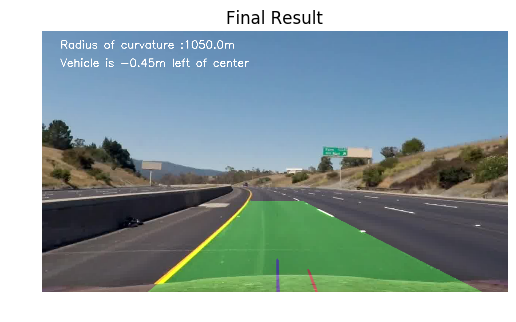 Final Result
Radius of curvature :1050.0m
Vehicle is -0.45m left of center